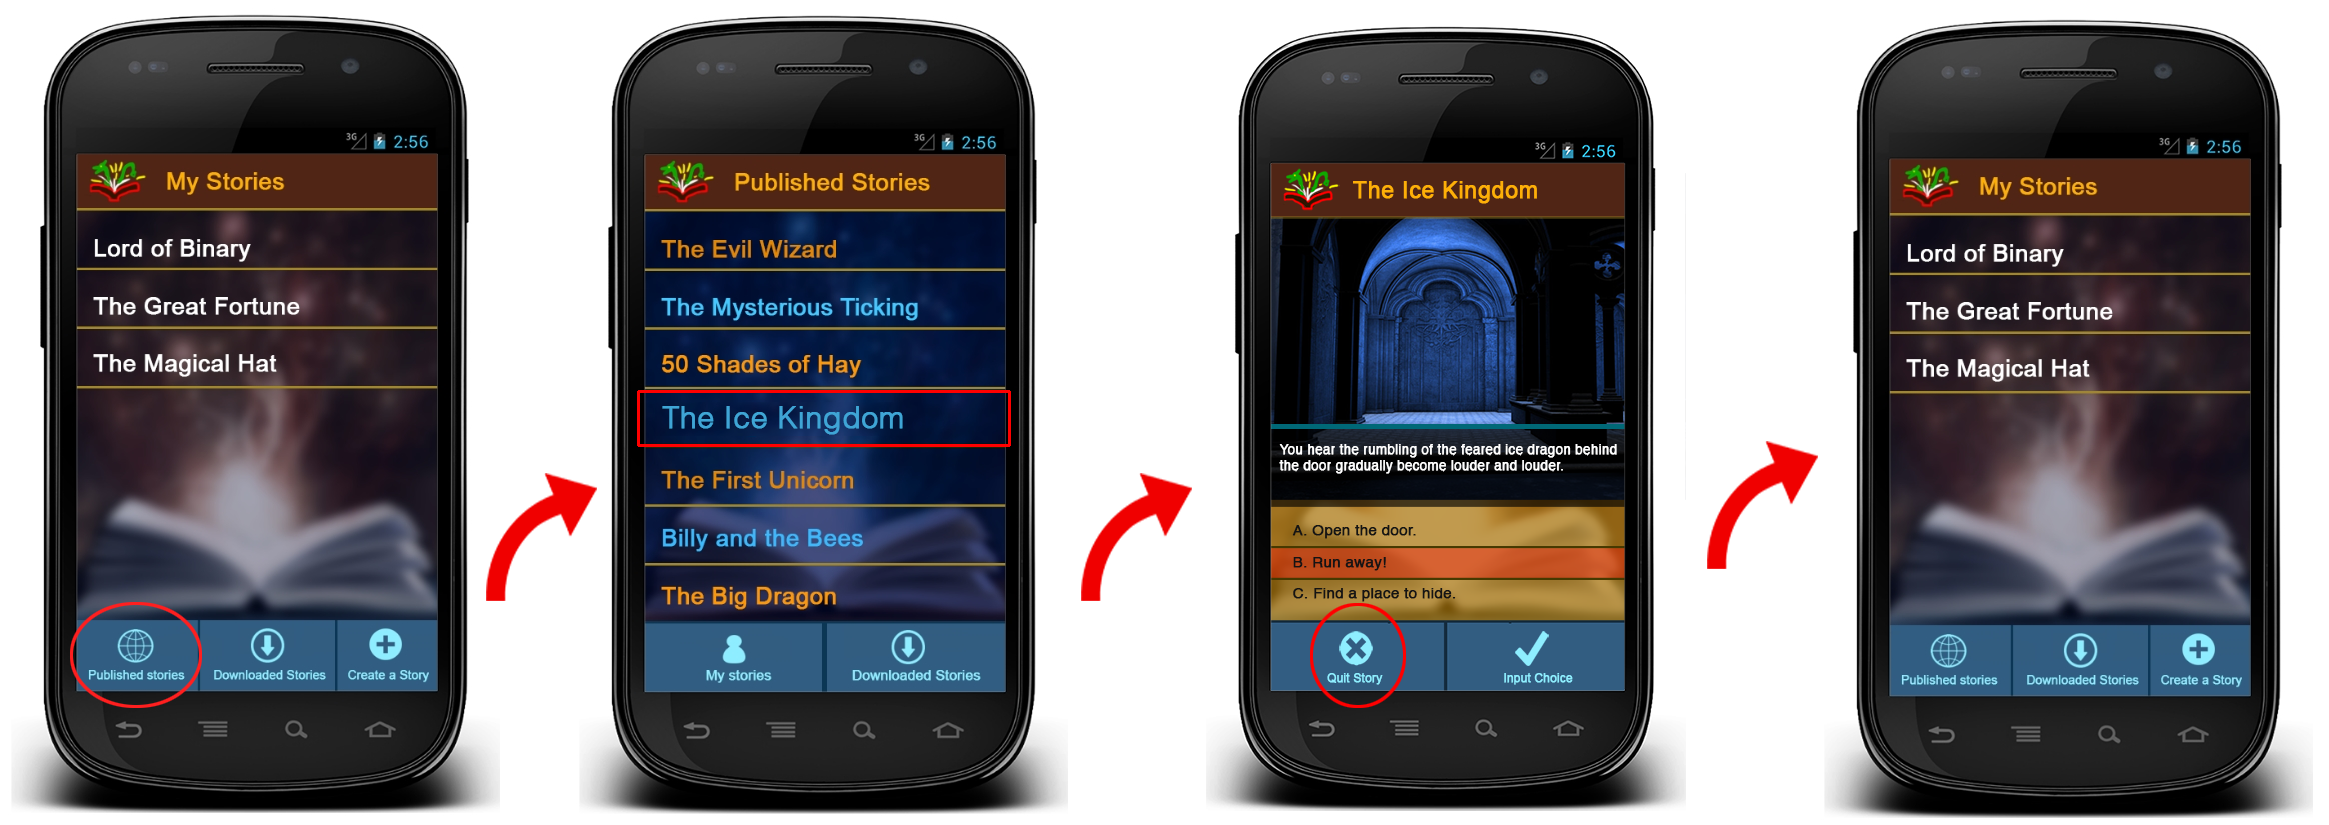 3G 2:56
My Stories
Lord of Binary
The Great Fortune
The Magical Hat
Published stories
Downloaded Stories
Create a Story
3G 2:56
Published Stories
The Evil Wizard
The Mysterious Ticking
50 Shades of Hay
The Ice Kingdom
The First Unicorn
Billy and the Bees
The Big Dragon
My stories
Downloaded Stories
3G 2:56
The Ice Kingdom
You hear the rumbling of the feared ice dragon behind
the door gradually become louder and louder.
A. Open the door.
B. Run away!
C. Find a place to hide.
Quit Story
Input Choice
3G 2:56
My Stories
Lord of Binary
The Great Fortune
The Magical Hat
Published stories
Downloaded Stories
Create a Story